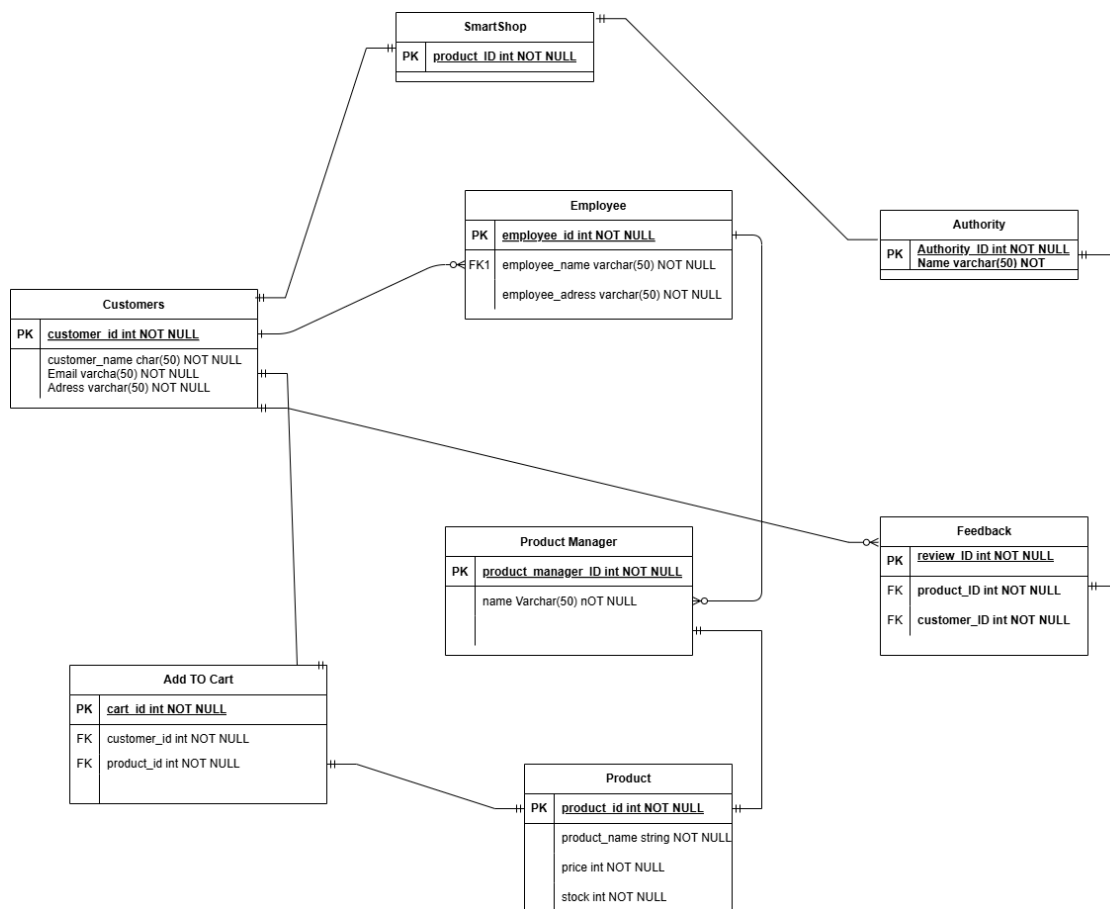 SmartShop
PK product_ID int NOT NULL
Employee
PK employee_id int NOT NULL
FK1 employee_name varchar(50) NOT NULL
employee_adress varchar(50) NOT NULL
Authority
PK Authority_ID int NOT NULL
Name varchar(50) NOT
Customers
PK customer_id int NOT NULL
customer_name char(50) NOT NULL
Email varcha(50) NOT NULL
Adress varchar(50) NOT NULL
Product Manager
PK product_manager_ID int NOT NULL
name Varchar(50) nOT NULL
Feedback
PK review_ID int NOT NULL
FK product_ID int NOT NULL
FK customer_ID int NOT NULL
Add TO Cart
PK cart_id int NOT NULL
FK customer_id int NOT NULL
FK product_id int NOT NULL
Product
PK product_id int NOT NULL
product_name string NOT NULL
price int NOT NULL
stock int NOT NULL